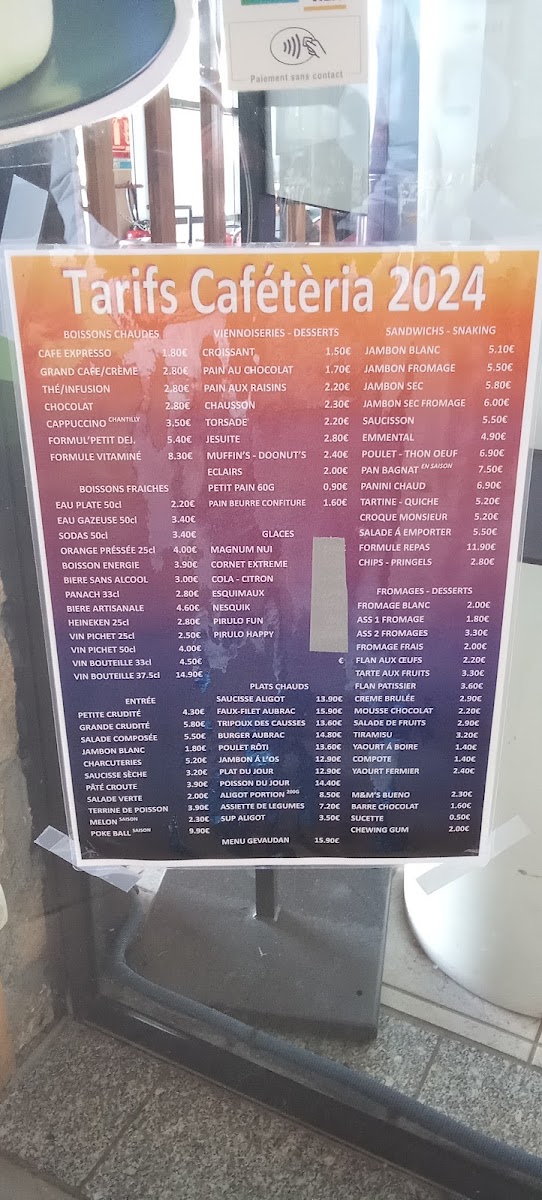 Paiement sans contact
Tarifs Cafétèria 2024
BOISSONS CHAUDES
CAFE EXPRESSO 1.80€
GRAND CAFE/CRÈME 2.80€
THÉ/INFUSION 2.80€
CHOCOLAT 2.80€
CAPPUCCINO CHANTILLY 3.50€
FORMUL'PETIT DEJ. 5.40€
FORMULE VITAMINÉ 8.30€
BOISSONS FRAICHES
EAU PLATE 50cl 2.20€
EAU GAZEUSE 50cl 3.40€
SODAS 50cl 3.40€
ORANGE PRÉSSÉE 25cl 4.00€
BOISSON ENERGIE 3.90€
BIERE SANS ALCOOL 3.00€
PANACH 33cl 2.80€
BIERE ARTISANALE 4.60€
HEINEKEN 25cl 2.80€
VIN PICHET 25cl 2.50€
VIN PICHET 50cl 4.00€
VIN BOUTEILLE 33cl 4.50€
VIN BOUTEILLE 37.5cl 14.90€
ENTRÉE
PETITE CRUDITÉ 4.30€
GRANDE CRUDITÉ 5.80€
SALADE COMPOSÉE 5.50€
JAMBON BLANC 1.80€
CHARCUTERIES 5.20€
SAUCISSE SÈCHE 3.20€
PÂTÉ CROUTE 3.90€
SALADE VERTE 2.00€
TERRINE DE POISSON 3.90€
MELON SAISON 2.30€
POKE BALL SAISON 9.90€
VIENNOISERIES - DESSERTS
CROISSANT 1.50€
PAIN AU CHOCOLAT 1.70€
PAIN AUX RAISINS 2.20€
CHAUSSON 2.30€
TORSADE 2.20€
JESUITE 2.80€
MUFFIN'S - DOONUT'S 2.40€
ECLAIRS 2.00€
PETIT PAIN 60G 0.90€
PAIN BEURRE CONFITURE 1.60€
GLACES
MAGNUM NUI
CORNET EXTREME
COLA - CITRON
ESQUIMAUX
NESQUIK
PIRULO FUN
PIRULO HAPPY
€
PLATS CHAUDS
SAUCISSE ALIGOT 13.90€
FAUX-FILET AUBRAC 15.90€
TRIPOUX DES CAUSSES 13.60€
BURGER AUBRAC 14.80€
POULET RÔTI 13.60€
JAMBON Á L'OS 12.90€
PLAT DU JOUR 12.90€
POISSON DU JOUR 14.40€
ALIGOT PORTION 200G 8.50€
ASSIETTE DE LEGUMES 7.20€
SUP ALIGOT 3.50€
MENU GEVAUDAN 15.90€
SANDWICHS - SNAKING
JAMBON BLANC 5.10€
JAMBON FROMAGE 5.50€
JAMBON SEC 5.80€
JAMBON SEC FROMAGE 6.00€
SAUCISSON 5.50€
EMMENTAL 4.90€
POULET - THON OEUF 6.90€
PAN BAGNAT EN SAISON 7.50€
PANINI CHAUD 6.90€
TARTINE - QUICHE 5.20€
CROQUE MONSIEUR 5.20€
SALADE Á EMPORTER 5.50€
FORMULE REPAS 11.90€
CHIPS - PRINGELS 2.80€
FROMAGES - DESSERTS
FROMAGE BLANC 2.00€
ASS 1 FROMAGE 1.80€
ASS 2 FROMAGES 3.30€
FROMAGE FRAIS 2.00€
FLAN AUX ŒUFS 2.20€
TARTE AUX FRUITS 3.30€
FLAN PATISSIER 3.60€
CREME BRULÉE 2.90€
MOUSSE CHOCOLAT 2.20€
SALADE DE FRUITS 2.90€
TIRAMISU 3.20€
YAOURT Á BOIRE 1.40€
COMPOTE 1.40€
YAOURT FERMIER 2.40€
M&M'S BUENO 2.30€
BARRE CHOCOLAT 1.60€
SUCETTE 0.50€
CHEWING GUM 2.00€